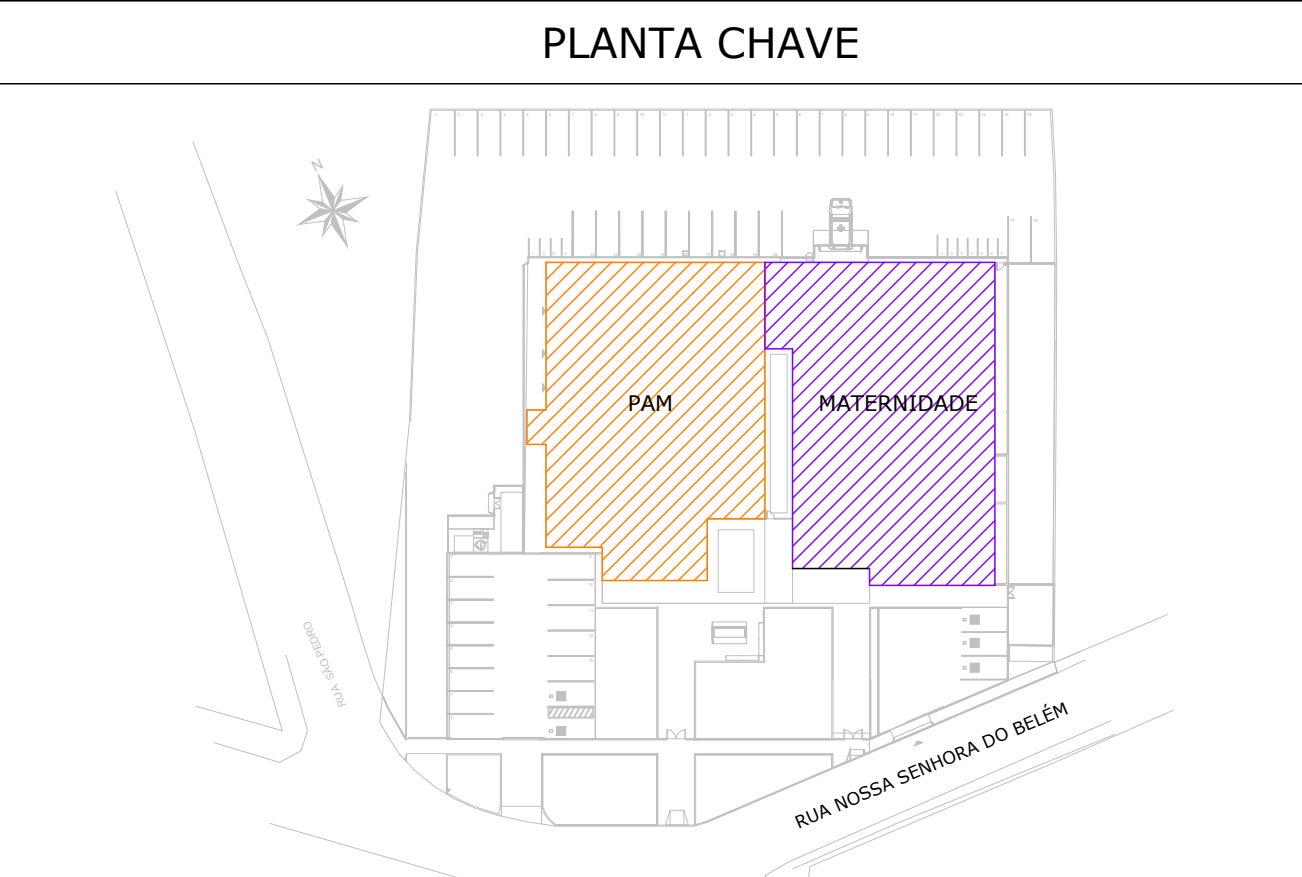 PLANTA CHAVE
N
PAM
MATERNIDADE
RUA SÃO PEDRO
RUA NOSSA SENHORA DO BELÉM